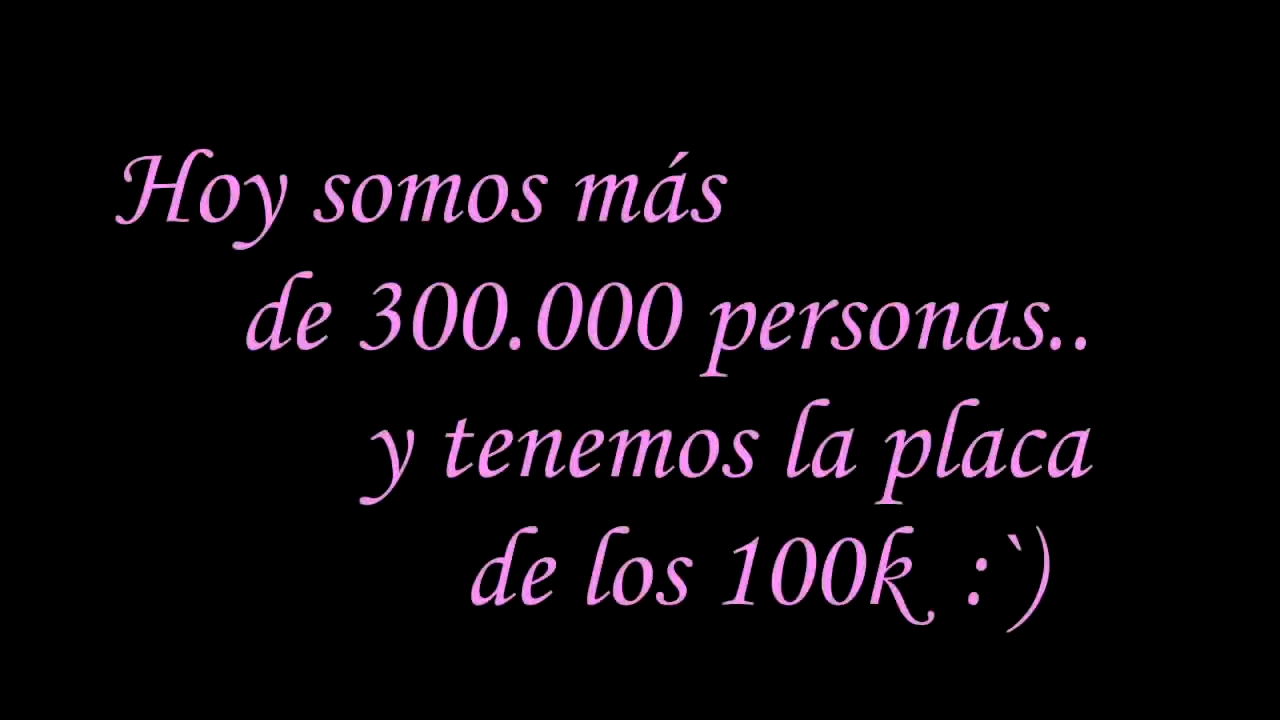 Hoy somos más
de 300.000 personas..
y tenemos la placa
de los 100k :`)